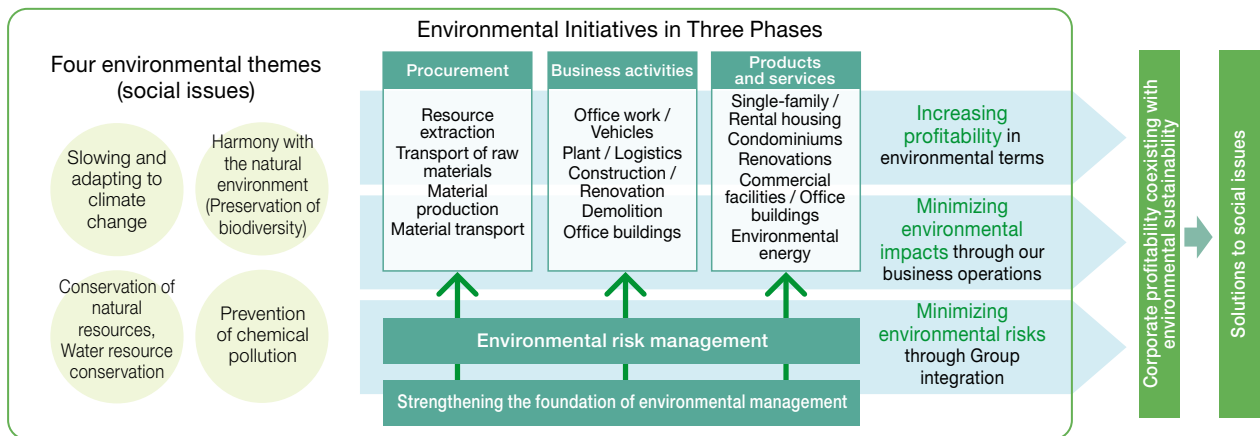 Environmental Initiatives in Three Phases
Four environmental themes
(social issues)
Slowing and
adapting to
climate
change
Harmony with
the natural
environment
(Preservation of
biodiversity)
Conservation of
natural
resources,
Water resource
conservation
Prevention
of chemical
pollution
Procurement
Resource
extraction
Transport of raw
materials
Material
production
Material transport
Business activities
Office work /
Vehicles
Plant / Logistics
Construction /
Renovation
Demolition
Office buildings
Products
and services
Single-family /
Rental housing
Condominiums
Renovations
Commercial
facilities / Office
buildings
Environmental
energy
Environmental risk management
Strengthening the foundation of environmental management
Increasing
profitability in
environmental terms
Minimizing
environmental
impacts through our
business operations
Minimizing
environmental risks
through Group
integration
Corporate profitability coexisting with
environmental sustainability
Solutions to social issues